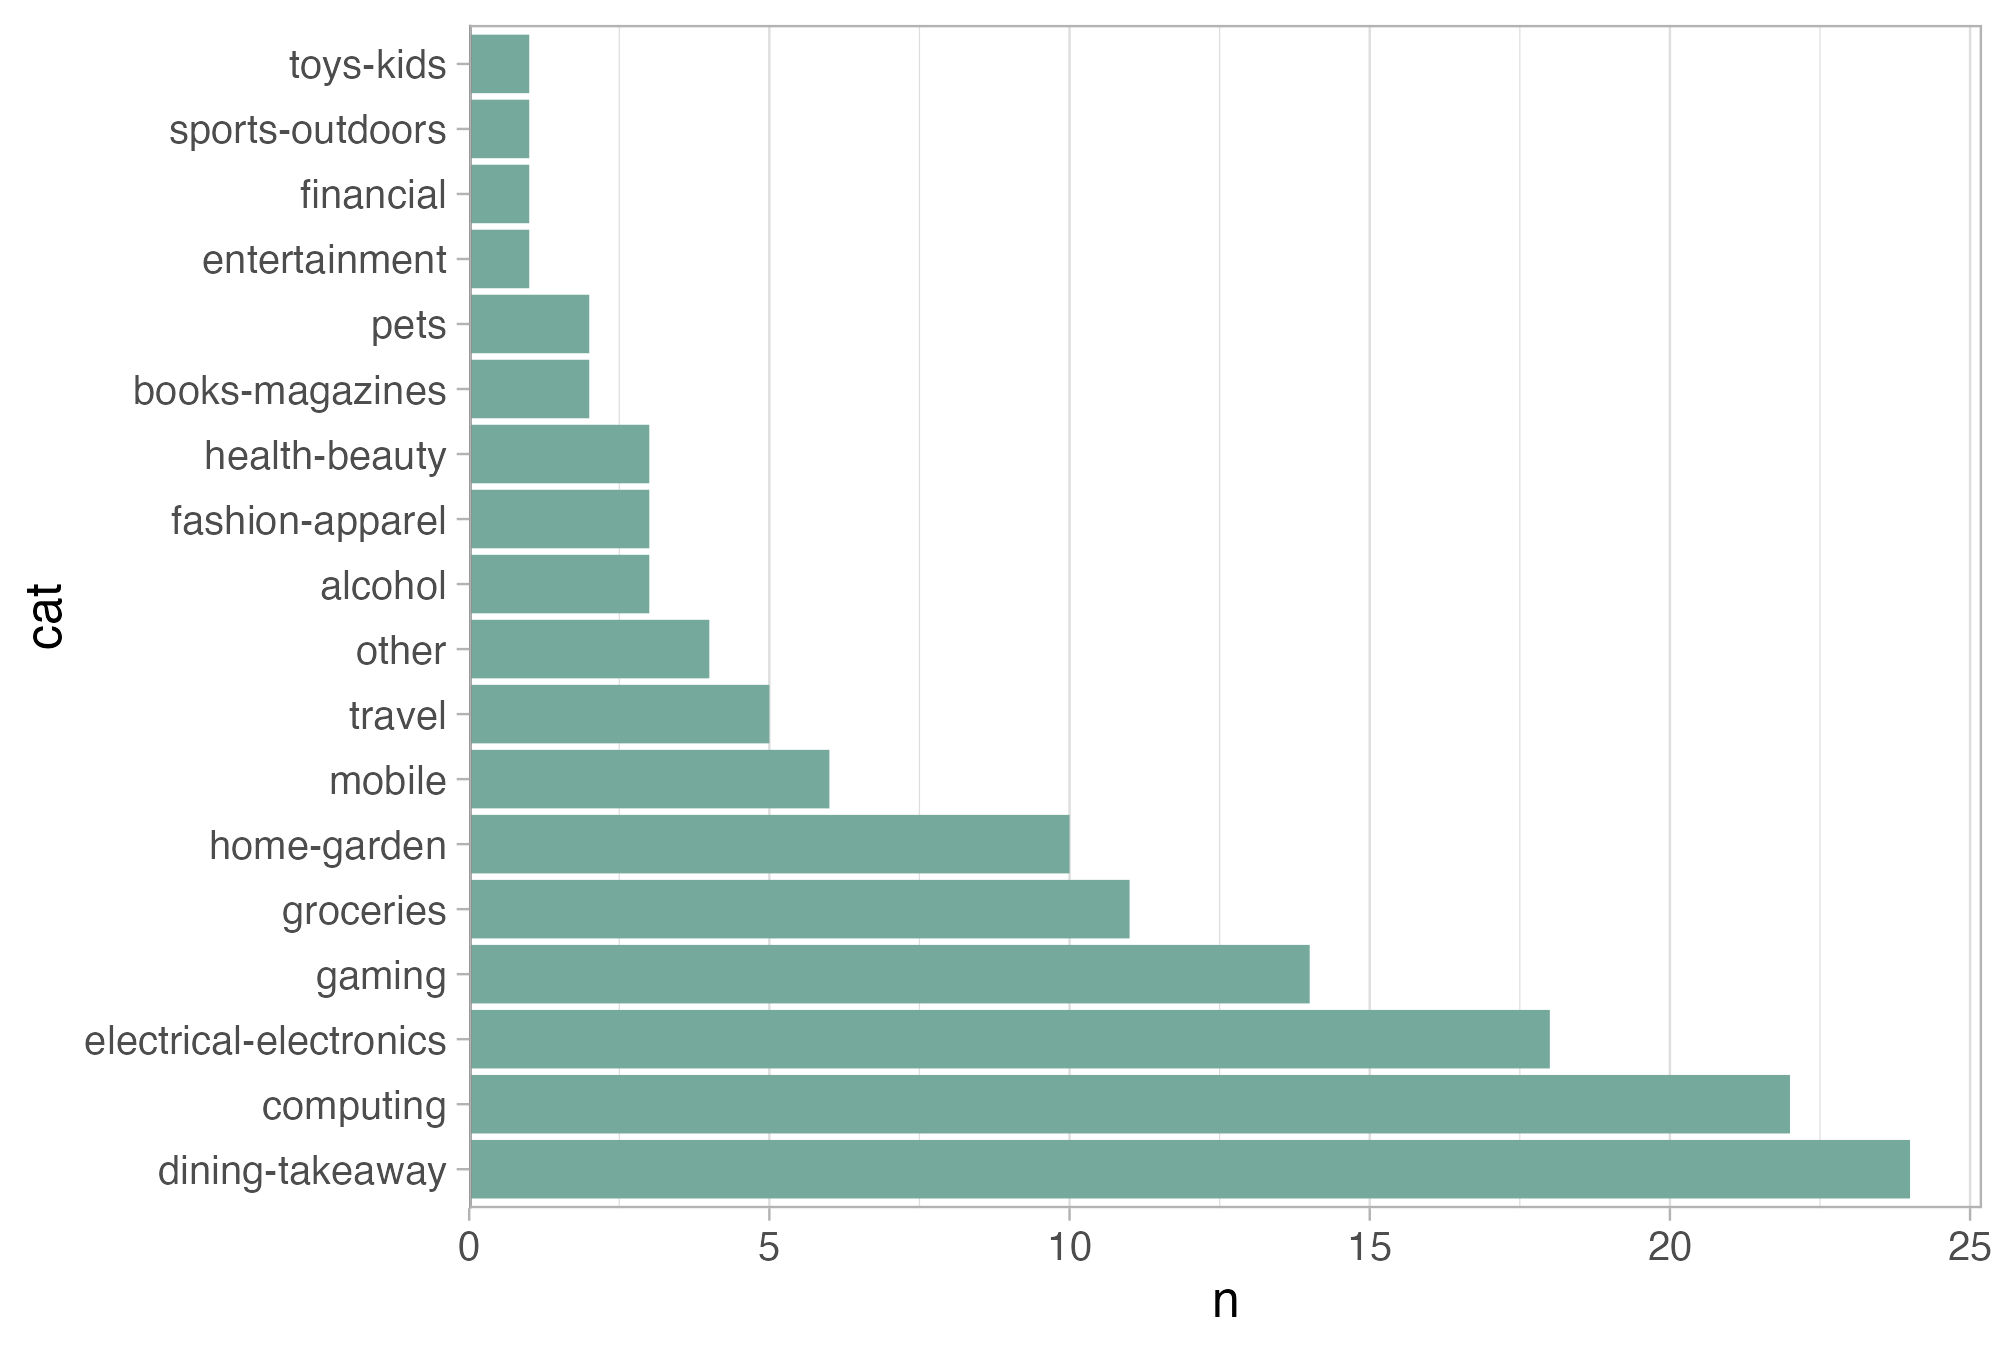 toys-kids
sports-outdoors
financial
entertainment
pets
books-magazines
health-beauty
fashion-apparel
alcohol
other
travel
mobile
home-garden
groceries
gaming
electrical-electronics
computing
dining-takeaway
cat
0 5 10 15 20 25
n